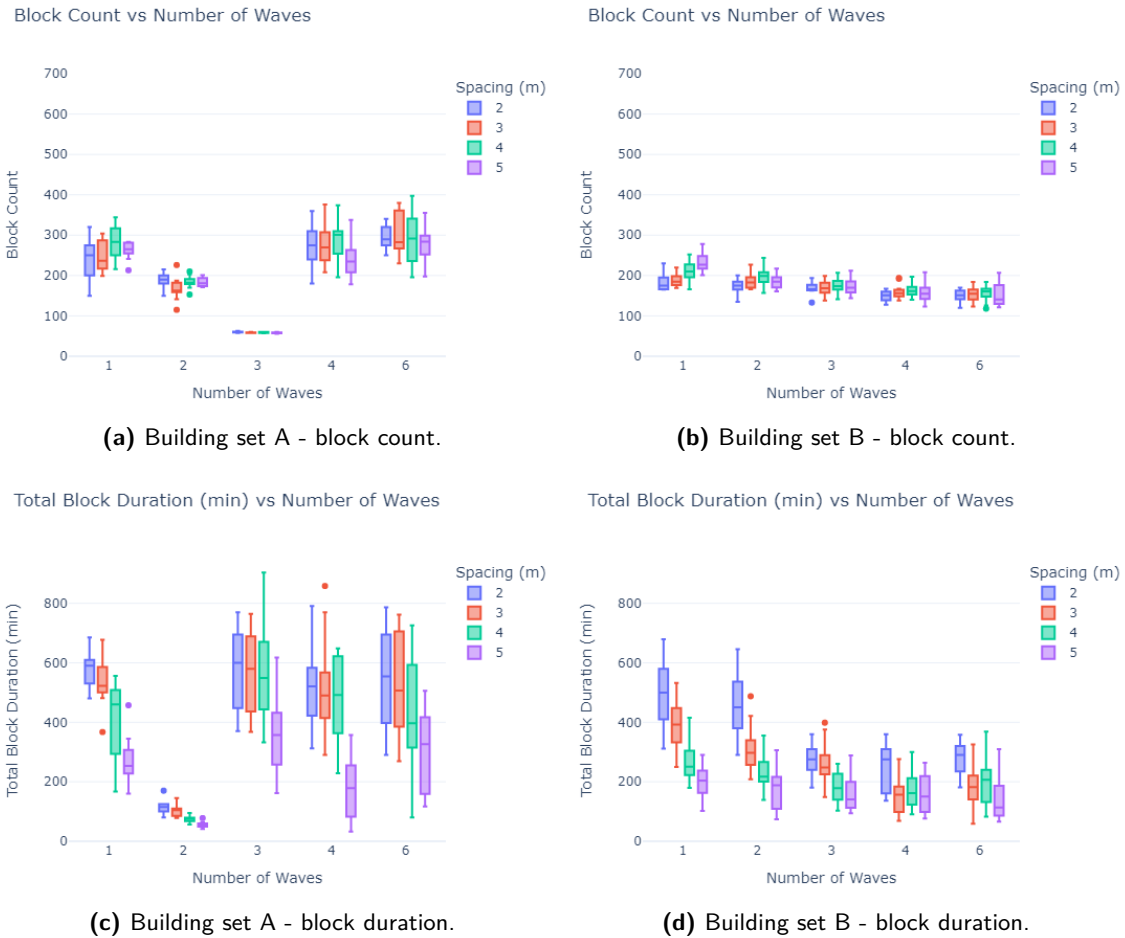 Block Count vs Number of Waves
700
600
500
400
300
200
100
0
Block Count
1 2 3 4 6
Number of Waves
Spacing (m)
2
3
4
5
(a) Building set A - block count.
Block Count vs Number of Waves
700
600
500
400
300
200
100
0
Block Count
1 2 3 4 6
Number of Waves
Spacing (m)
2
3
4
5
(b) Building set B - block count.
Total Block Duration (min) vs Number of Waves
800
600
400
200
0
Total Block Duration (min)
1 2 3 4 6
Number of Waves
Spacing (m)
2
3
4
5
(c) Building set A - block duration.
Total Block Duration (min) vs Number of Waves
800
600
400
200
0
Total Block Duration (min)
1 2 3 4 6
Number of Waves
Spacing (m)
2
3
4
5
(d) Building set B - block duration.